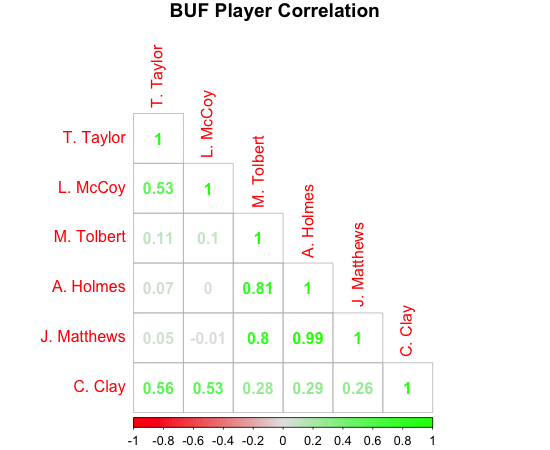 BUF Player Correlation
T. Taylor
L. McCoy
M. Tolbert
A. Holmes
J. Matthews
C. Clay
T. Taylor 1
L. McCoy 0.53 1
M. Tolbert 0.11 0.1 1
A. Holmes 0.07 0 0.81 1
J. Matthews 0.05 -0.01 0.8 0.99 1
C. Clay 0.56 0.53 0.28 0.29 0.26 1
-1 -0.8 -0.6 -0.4 -0.2 0 0.2 0.4 0.6 0.8 1